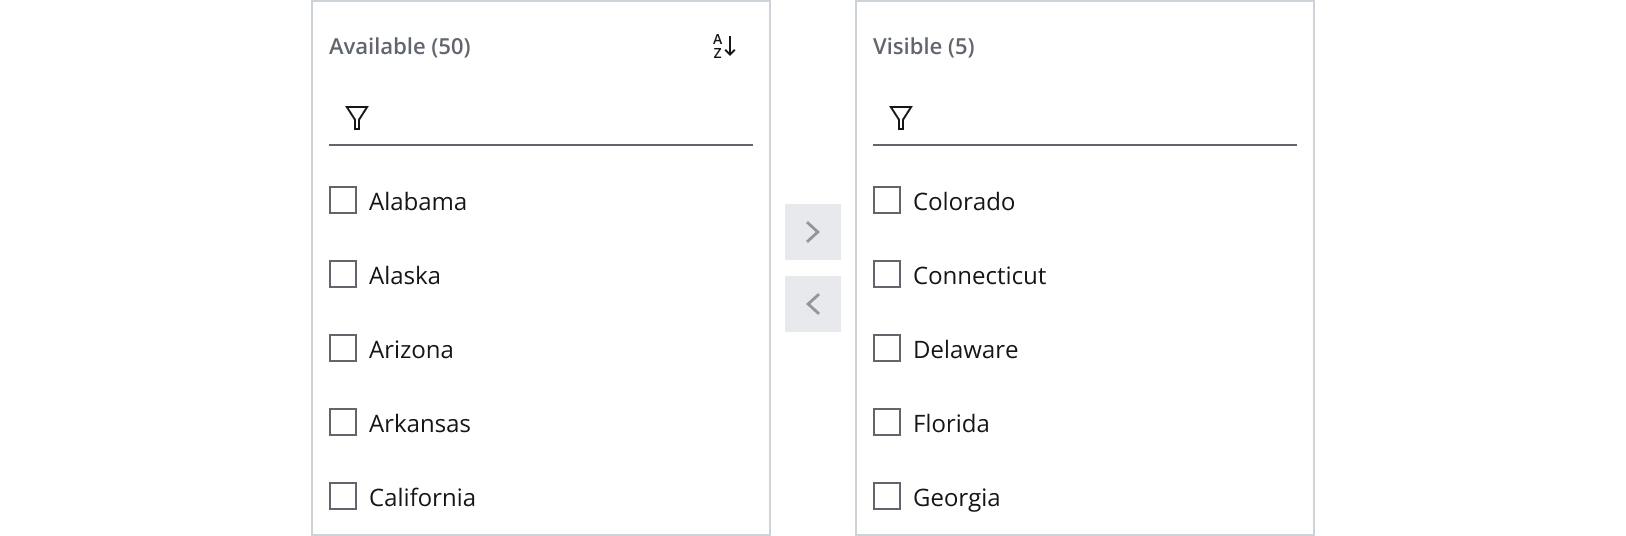 Available (50)
A
Z
Alabama
Alaska
Arizona
Arkansas
California
Visible (5)
Colorado
Connecticut
Delaware
Florida
Georgia